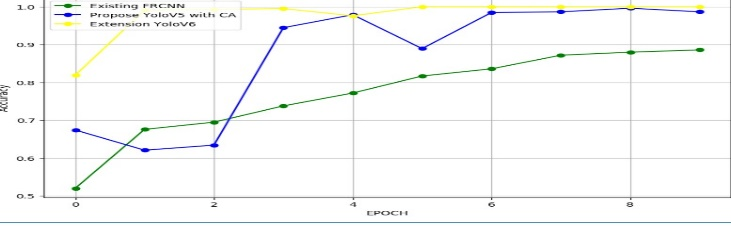 Existing FRCNN
Propose YoloV5 with CA
Extension YoloV6
1.0
0.9
0.8
0.7
0.6
0.5
Accuracy
0 2 4 6 8
EPOCH